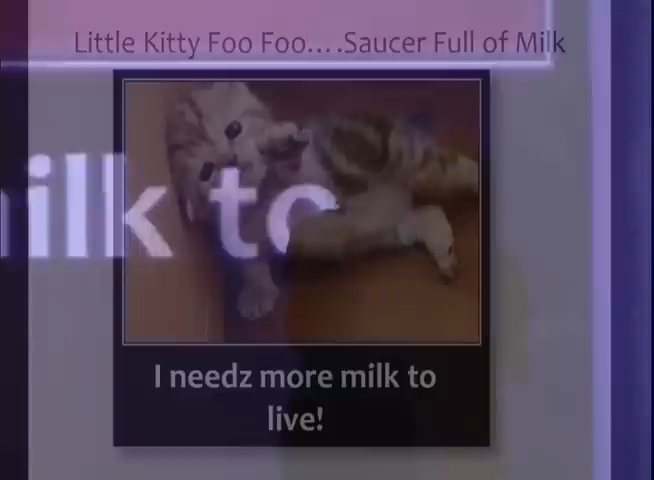 Little Kitty Foo Foo....Saucer Full of Milk
ilk to
I needz more milk to
live!